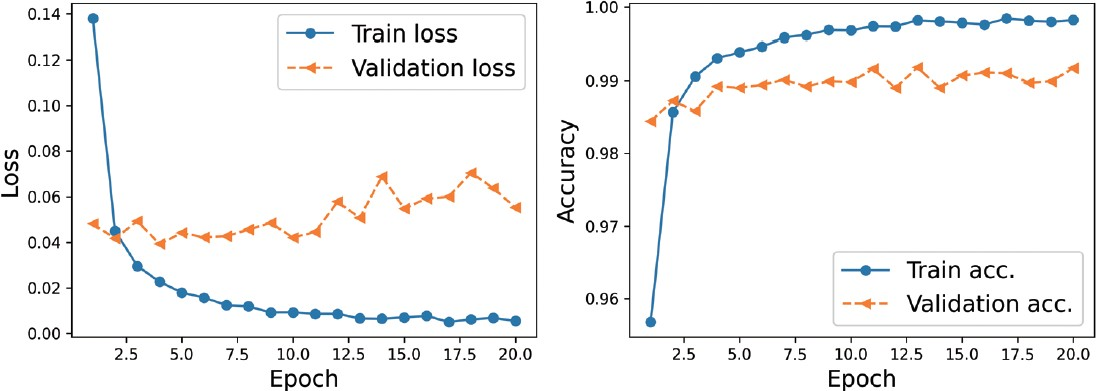 0.14
0.12
0.10
0.08
0.06
0.04
0.02
0.00
Loss
Train loss
Validation loss
2.5 5.0 7.5 10.0 12.5 15.0 17.5 20.0
Epoch
1.00
0.99
0.98
0.97
0.96
Accuracy
Train acc.
Validation acc.
2.5 5.0 7.5 10.0 12.5 15.0 17.5 20.0
Epoch